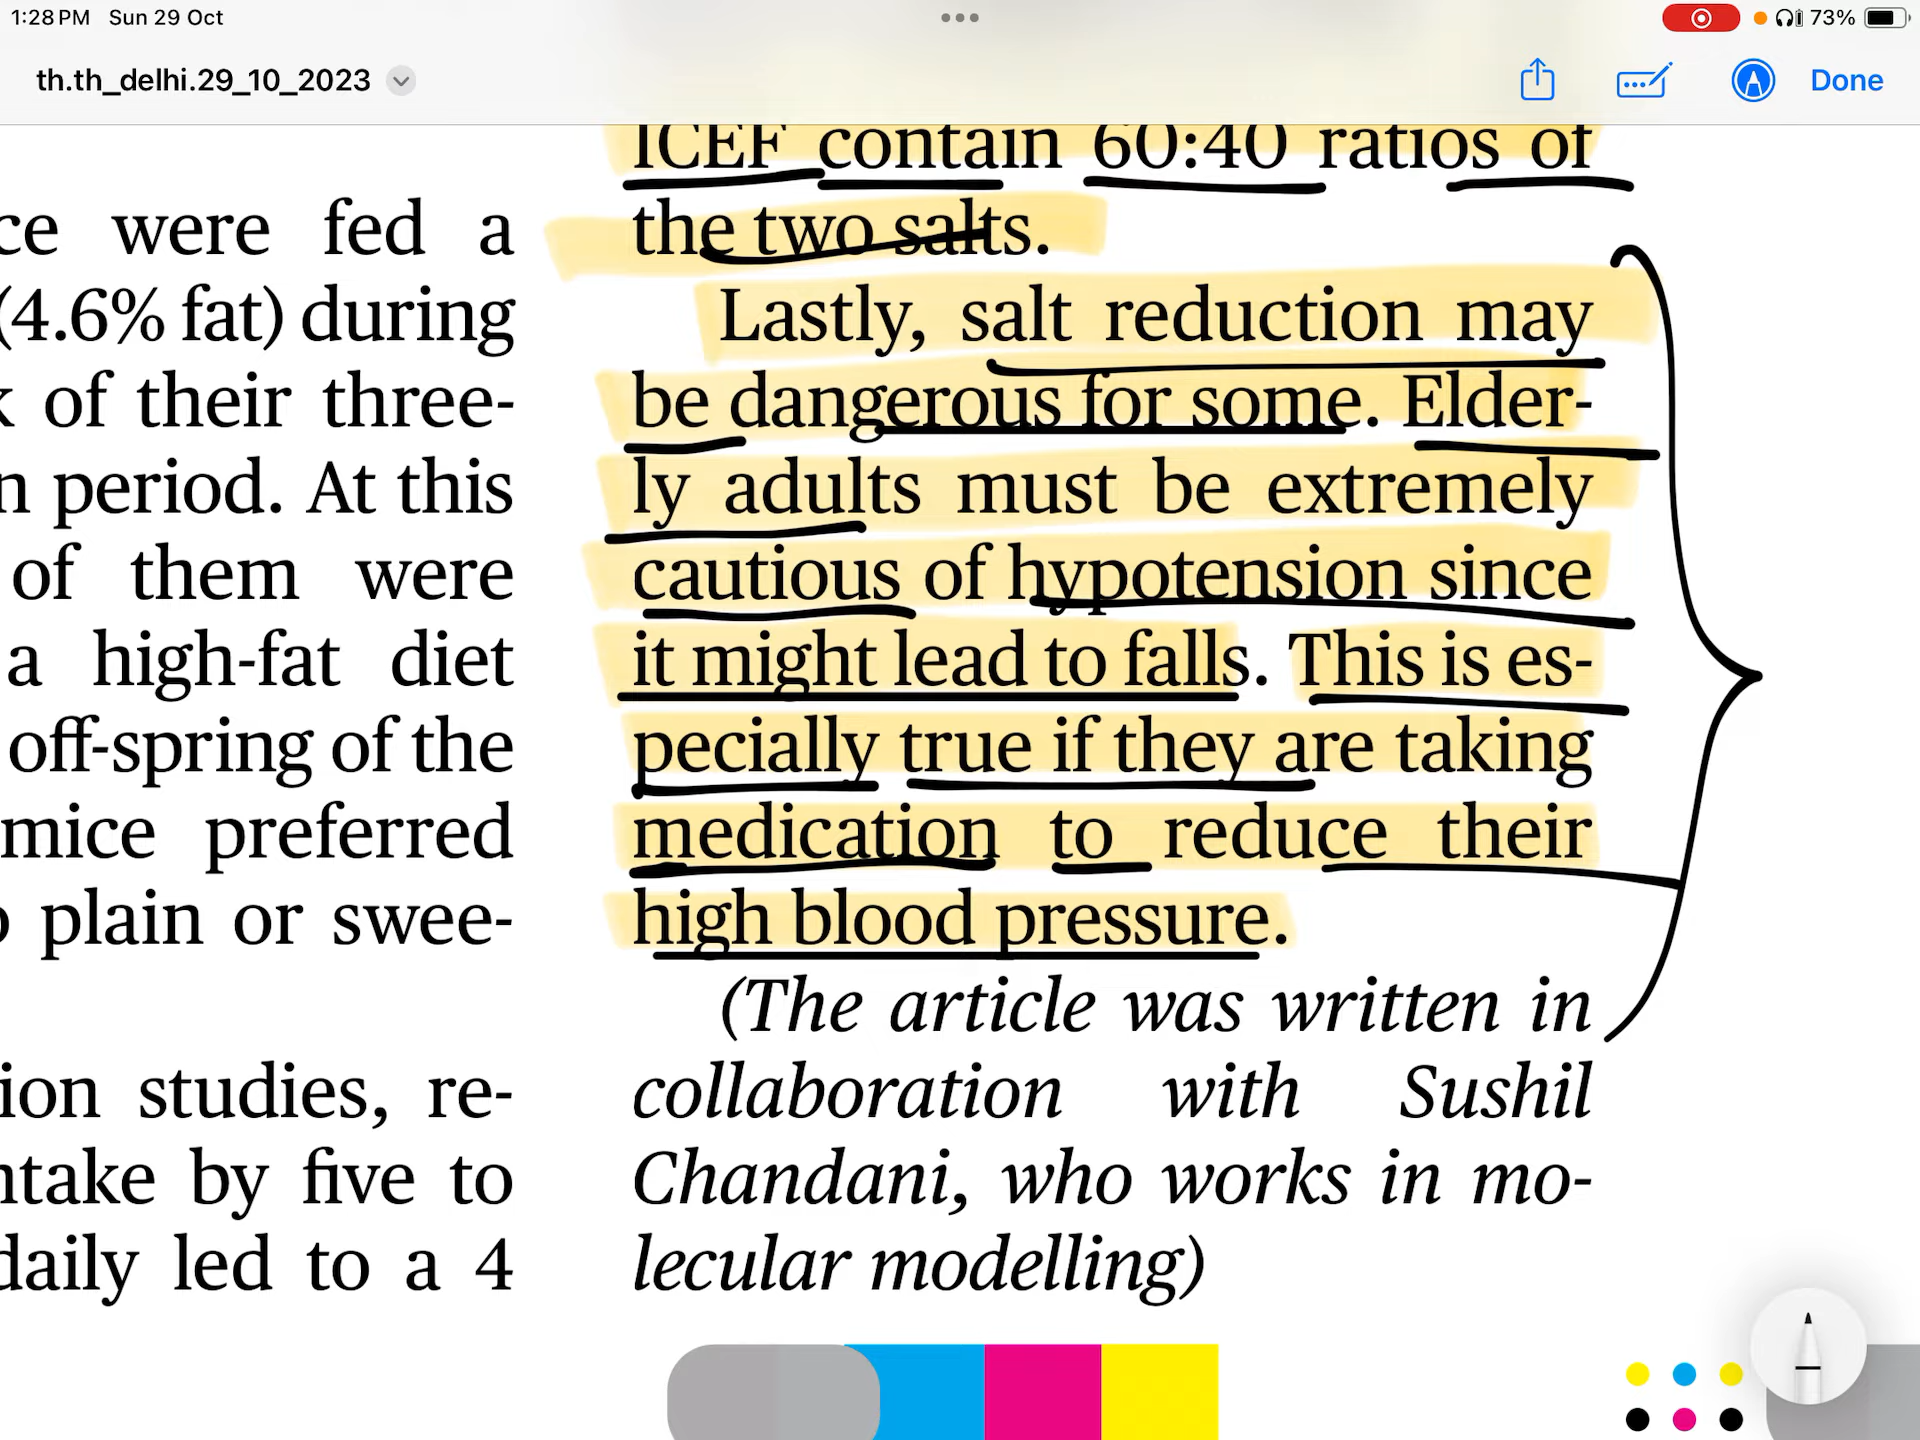 1:28 PM Sun 29 Oct
73%
th.th_delhi.29_10_2023
Done
were fed a
(4.6% fat) during
of their three-
period. At this
of them were
a high-fat diet
off-spring of the
mice preferred
plain or swee-
studies, re-
by five to
daily led to a 4
ICEF contain 60:40 ratios of
the two salts.
Lastly, salt reduction may
be dangerous for some. Elder-
ly adults must be extremely
cautious of hypotension since
it might lead to falls. This is es-
pecially true if they are taking
medication to reduce their
high blood pressure.
(The article was written in
collaboration with Sushil
Chandani, who works in mo-
lecular modelling)